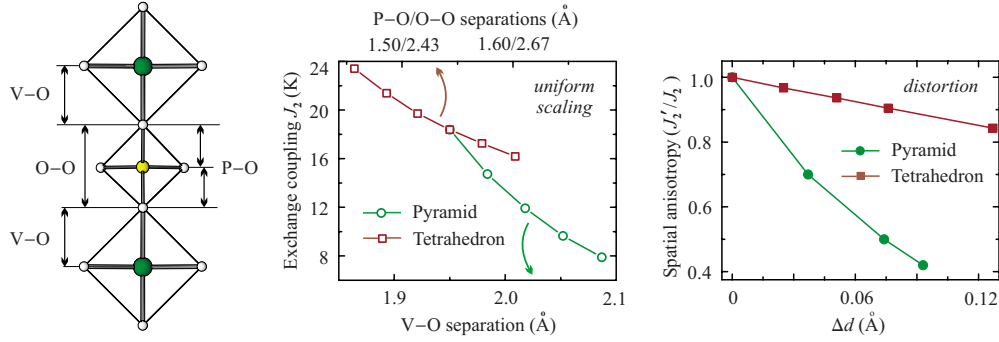 V–O
O–O
P–O
V–O
P–O/O–O separations (Å)
1.50/2.43 1.60/2.67
Exchange coupling J₂ (K)
24
20
16
12
8
uniform
scaling
Pyramid
Tetrahedron
1.9 2.0 2.1
V–O separation (Å)
Spatial anisotropy (J₂′/J₂)
1.0
0.8
0.6
0.4
distortion
Pyramid
Tetrahedron
0 0.06 0.12
Δd (Å)